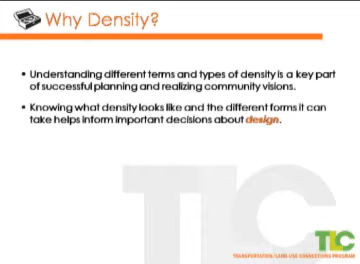 Why Density?
• Understanding different terms and types of density is a key part
of successful planning and realizing community visions.
• Knowing what density looks like and the different forms it can
take helps inform important decisions about design.
TLC
TLC
TRANSPORTATION/LAND-USE CONNECTIONS PROGRAM